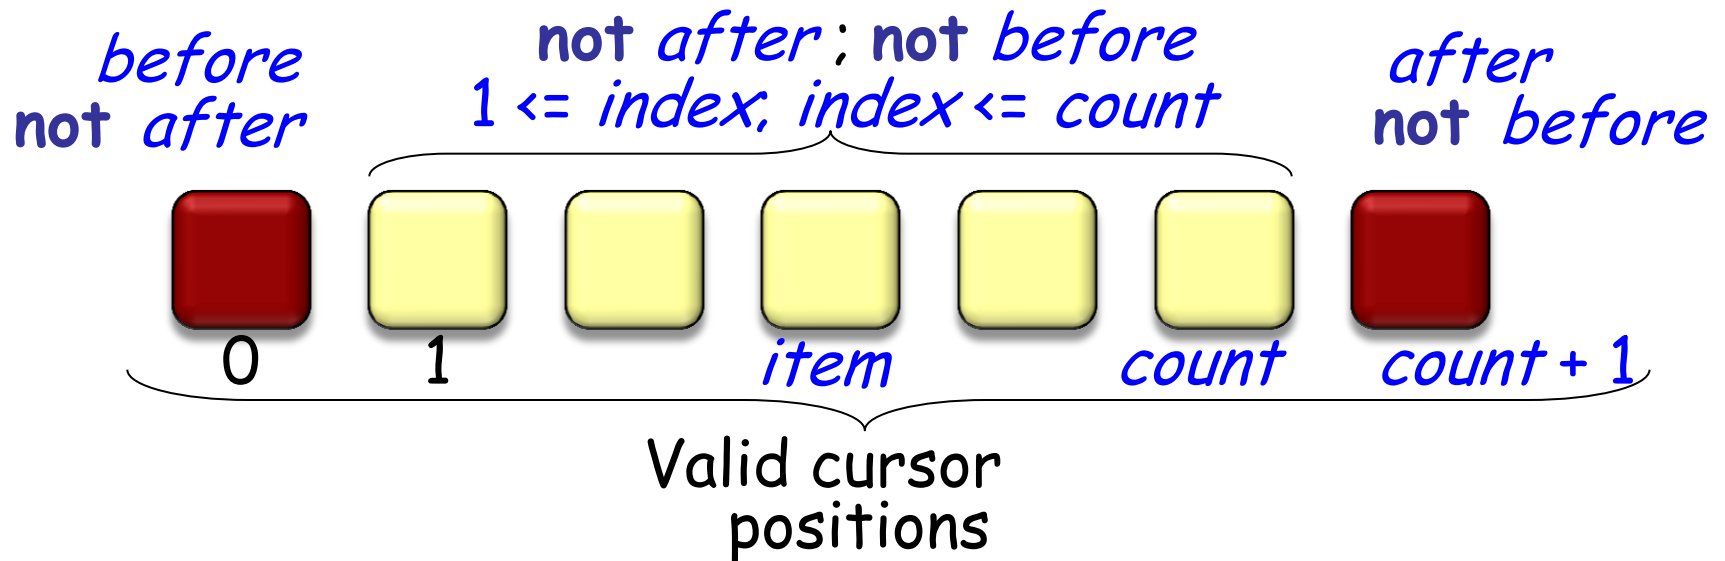 before
not after
not after ; not before
1 <= index; index <= count
after
not before
0 1 item count count + 1
Valid cursor
positions